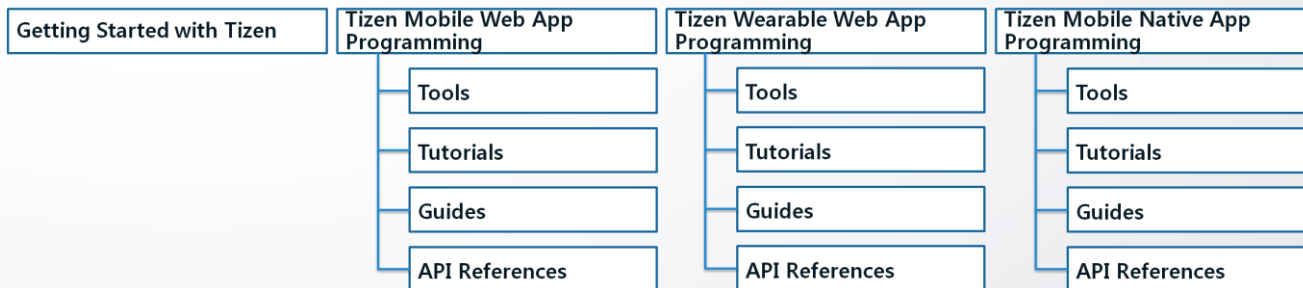 Getting Started with Tizen
Tizen Mobile Web App
Programming
Tools
Tutorials
Guides
API References
Tizen Wearable Web App
Programming
Tools
Tutorials
Guides
API References
Tizen Mobile Native App
Programming
Tools
Tutorials
Guides
API References